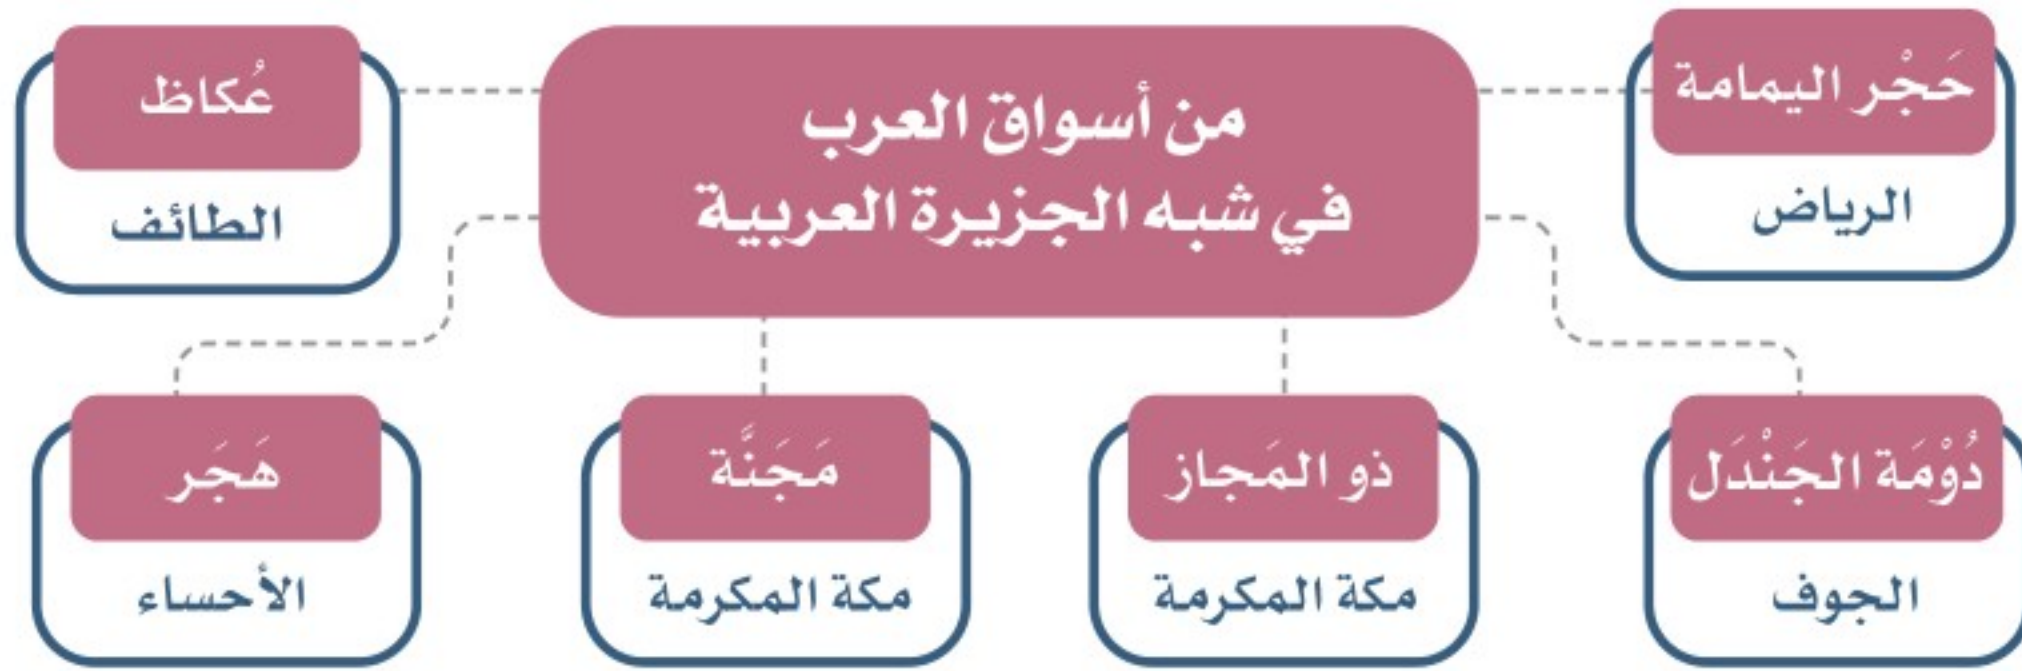 من أسواق العرب
في شبه الجزيرة العربية
حَجْر اليمامة
الرياض
عُكاظ
الطائف
دُوْمَة الجَنْدَل
الجوف
ذو المَجاز
مكة المكرمة
مَجَنَّة
مكة المكرمة
هَجَر
الأحساء